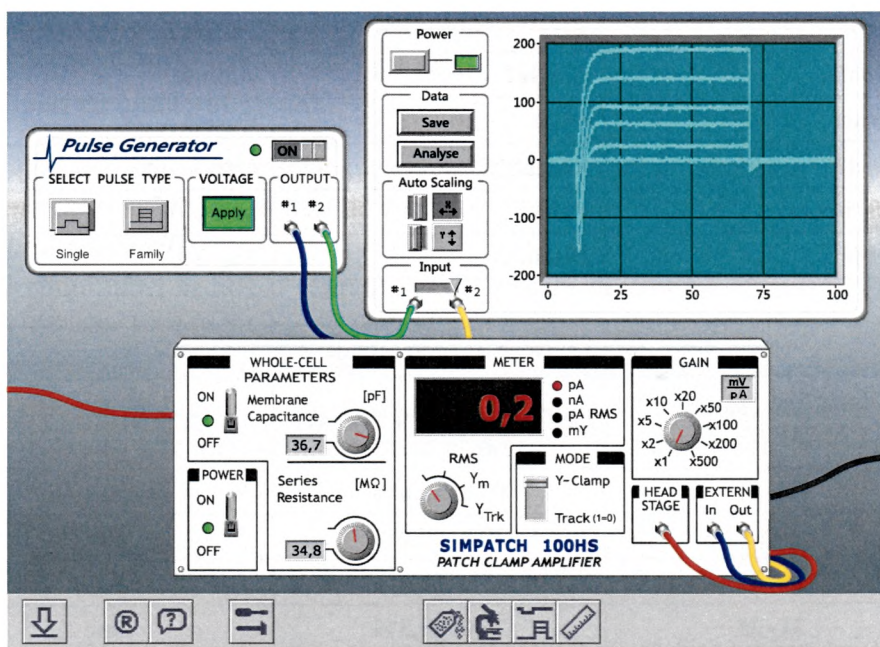 Power
Data
Save
Analyse
Auto Scaling
X
Y
Input
#1
#2
200
100
0
-100
-200
0
25
50
75
100
Pulse Generator
ON
SELECT PULSE TYPE
VOLTAGE
OUTPUT
Apply
#1
#2
Single
Family
WHOLE-CELL
PARAMETERS
ON
OFF
Membrane
Capacitance
[pF]
36,7
POWER
ON
OFF
Series
Resistance
[MΩ]
34,8
METER
0,2
pA
nA
pA RMS
mY
RMS
Ym
YTrk
MODE
Y-Clamp
Track (1=0)
GAIN
mV
pA
x1
x2
x5
x10
x20
x50
x100
x200
x500
HEAD
STAGE
EXTERN
In
Out
SIMPATCH 100HS
PATCH CLAMP AMPLIFIER
®
?